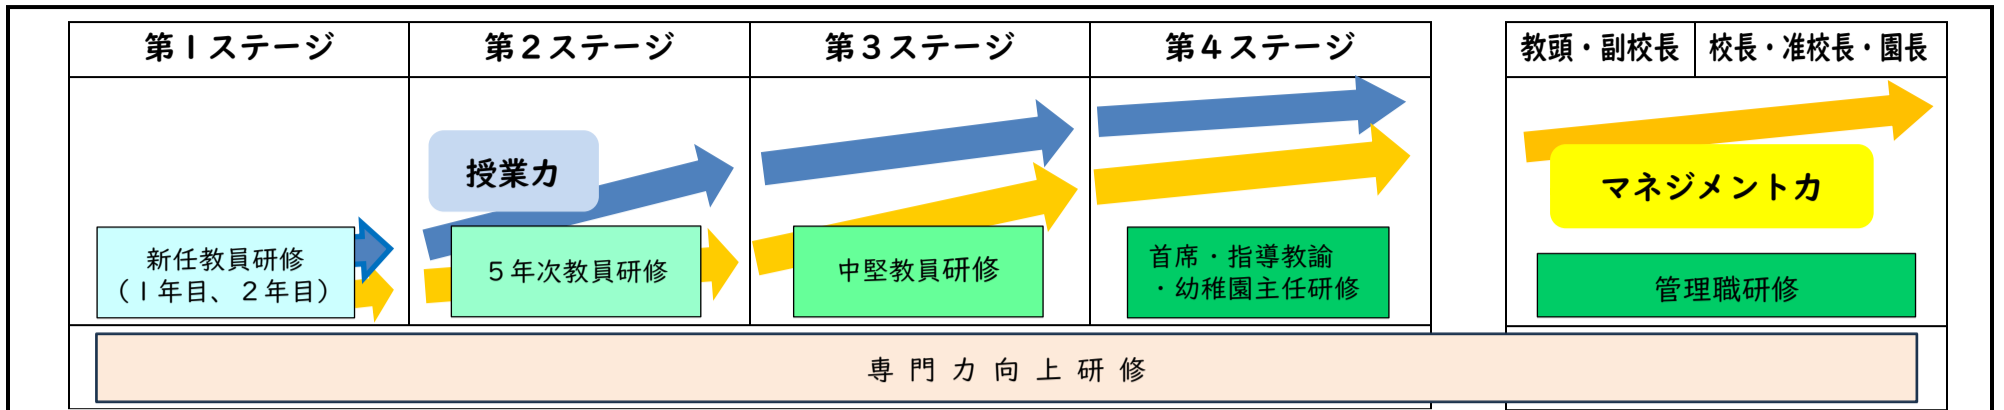 第1ステージ
第2ステージ
第3ステージ
第4ステージ
教頭・副校長
校長・准校長・園長
授業力
マネジメント力
新任教員研修
（1年目、2年目）
5年次教員研修
中堅教員研修
首席・指導教諭
・幼稚園主任研修
管理職研修
専門力向上研修